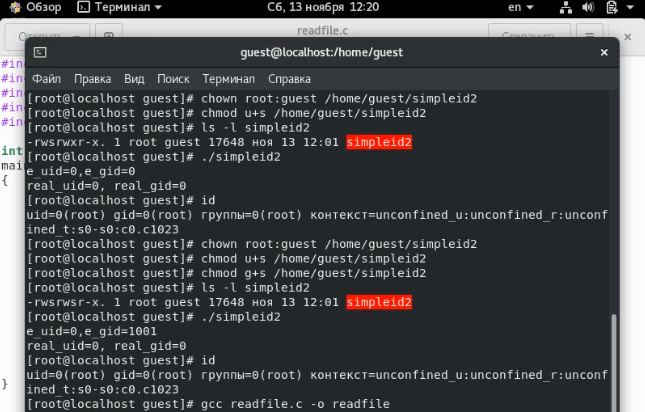 Обзор Терминал Сб, 13 ноября 12:20 en
Открыть readfile.c Сохранить
guest@localhost:/home/guest
Файл Правка Вид Поиск Терминал Справка
#inc
#inc
#inc
#inc
#inc
int
main
{
}
[root@localhost guest]# chown root:guest /home/guest/simpleid2
[root@localhost guest]# chmod u+s /home/guest/simpleid2
[root@localhost guest]# ls -l simpleid2
-rwsrwxr-x. 1 root guest 17648 ноя 13 12:01 simpleid2
[root@localhost guest]# ./simpleid2
e_uid=0,e_gid=0
real_uid=0, real_gid=0
[root@localhost guest]# id
uid=0(root) gid=0(root) группы=0(root) контекст=unconfined_u:unconfined_r:unconf
ined_t:s0-s0:c0.c1023
[root@localhost guest]# chown root:guest /home/guest/simpleid2
[root@localhost guest]# chmod u+s /home/guest/simpleid2
[root@localhost guest]# chmod g+s /home/guest/simpleid2
[root@localhost guest]# ls -l simpleid2
-rwsrwsr-x. 1 root guest 17648 ноя 13 12:01 simpleid2
[root@localhost guest]# ./simpleid2
e_uid=0,e_gid=1001
real_uid=0, real_gid=0
[root@localhost guest]# id
uid=0(root) gid=0(root) группы=0(root) контекст=unconfined_u:unconfined_r:unconf
ined_t:s0-s0:c0.c1023
[root@localhost guest]# gcc readfile.c -o readfile